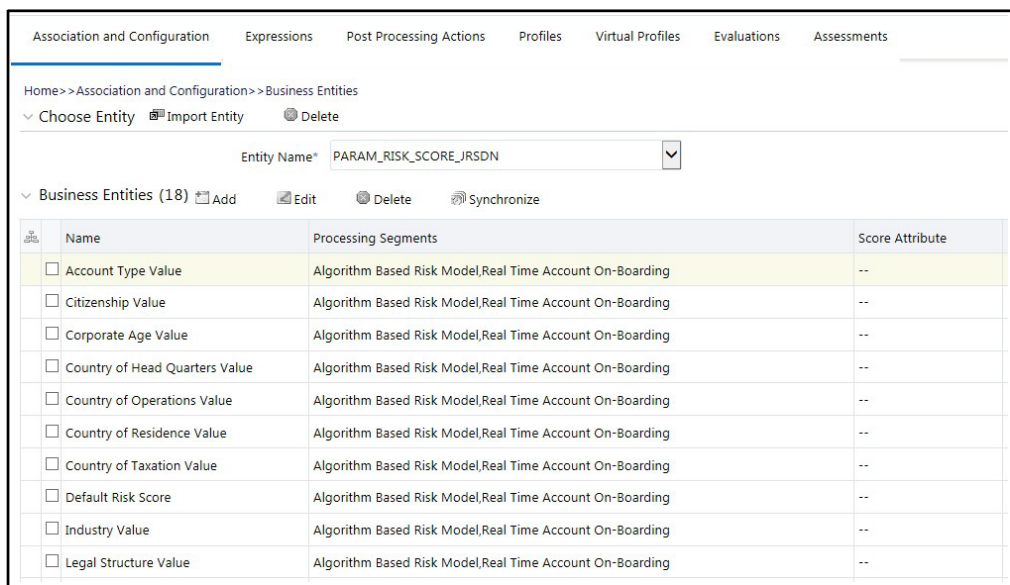 Association and Configuration Expressions Post Processing Actions Profiles Virtual Profiles Evaluations Assessments
Home>>Association and Configuration>>Business Entities
Choose Entity Import Entity Delete
Entity Name* PARAM_RISK_SCORE_JRSDN
Business Entities (18) Add Edit Delete Synchronize
Name Processing Segments Score Attribute
Account Type Value Algorithm Based Risk Model,Real Time Account On-Boarding --
Citizenship Value Algorithm Based Risk Model,Real Time Account On-Boarding --
Corporate Age Value Algorithm Based Risk Model,Real Time Account On-Boarding --
Country of Head Quarters Value Algorithm Based Risk Model,Real Time Account On-Boarding --
Country of Operations Value Algorithm Based Risk Model,Real Time Account On-Boarding --
Country of Residence Value Algorithm Based Risk Model,Real Time Account On-Boarding --
Country of Taxation Value Algorithm Based Risk Model,Real Time Account On-Boarding --
Default Risk Score Algorithm Based Risk Model,Real Time Account On-Boarding --
Industry Value Algorithm Based Risk Model,Real Time Account On-Boarding --
Legal Structure Value Algorithm Based Risk Model,Real Time Account On-Boarding --